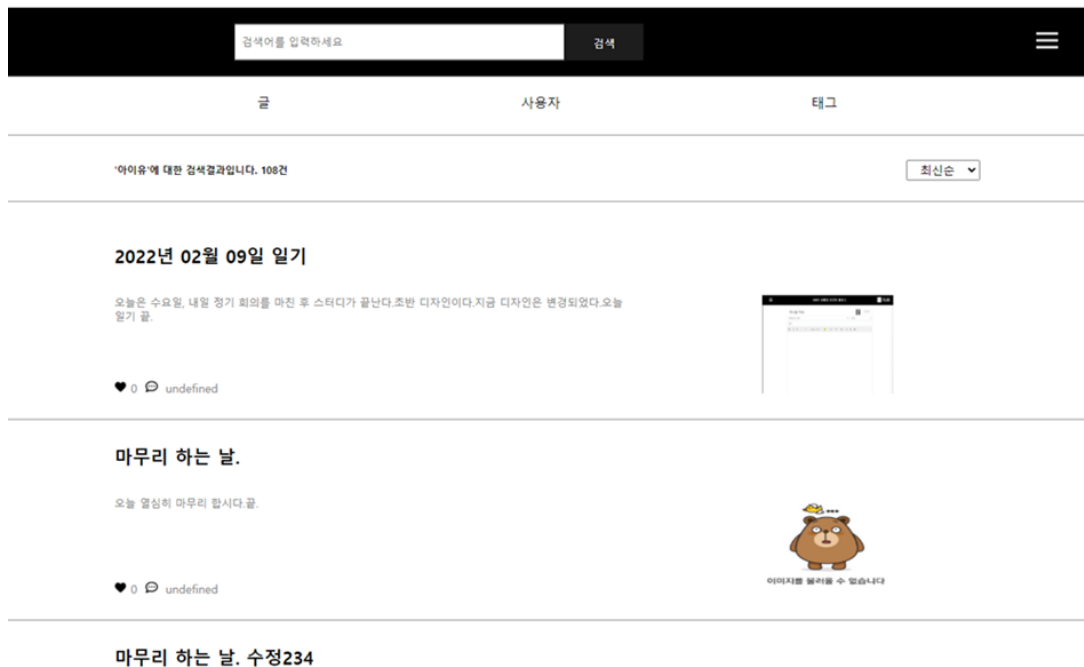 검색어를 입력하세요 검색
글 사용자 태그
'아이유'에 대한 검색결과입니다. 108건 최신순
2022년 02월 09일 일기
오늘은 수요일, 내일 정기 회의를 마친 후 스터디가 끝난다.조반 디자인이다.지금 디자인은 변경되었다.오늘
일기 끝.
0 undefined
마무리 하는 날.
오늘 열심히 마무리 합시다.끝.
이미지를 불러올 수 없습니다
0 undefined
마무리 하는 날. 수정234